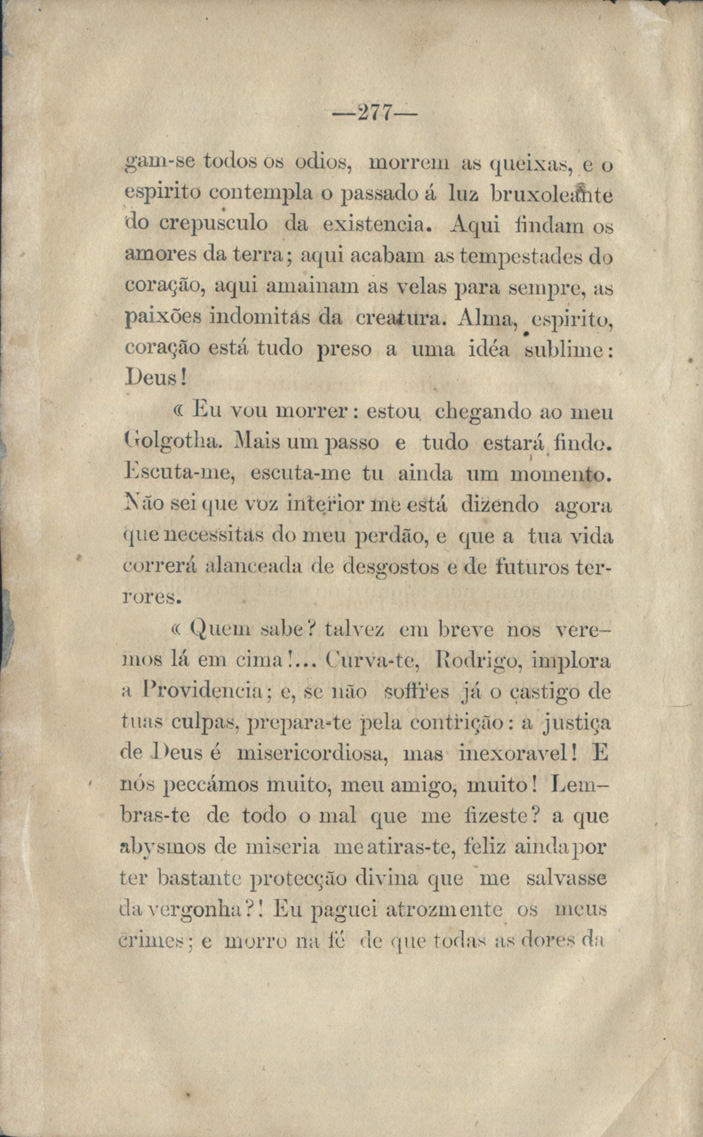 —277—
gam-se todos os odios, morrem as queixas, e o
espirito contempla o passado á luz bruxoleante
do crepusculo da existencia. Aqui findam os
amores da terra; aqui acabam as tempestades do
coração, aqui amainam as velas para sempre, as
paixões indomitas da creatura. Alma, espirito,
coração está tudo preso a uma idéa sublime:
Deus!
« Eu vou morrer: estou chegando ao meu
Golgotha. Mais um passo e tudo estará findo.
Escuta-me, escuta-me tu ainda um momento.
Não sei que voz interior me está dizendo agora
que necessitas do meu perdão, e que a tua vida
correrá alanceada de desgostos e de futuros ter-
rores.
« Quem sabe? talvez em breve nos vere-
mos lá em cima!... Curva-te, Rodrigo, implora
a Providencia; e, se não soffres já o castigo de
tuas culpas, prepara-te pela contrição: a justiça
de Deus é misericordiosa, mas inexoravel! E
nós peccámos muito, meu amigo, muito! Lem-
bras-te de todo o mal que me fizeste? a que
abysmos de miseria me atiras-te, feliz ainda por
ter bastante protecção divina que me salvasse
da vergonha?! Eu paguei atrozmente os meus
crimes; e morro na fé de que todas as dores da